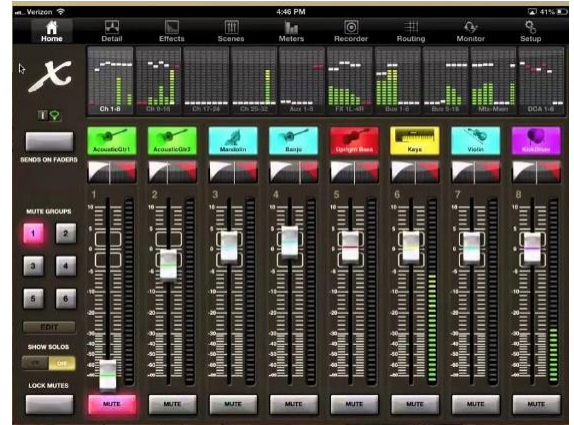 Verizon 4:46 PM 41%
Home Detail Effects Scenes Meters Recorder Routing Monitor Setup
X
Ch 1-8 Ch 9-16 Ch 17-24 Ch 25-32 Aux 1-8 FX 1L-4R Bus 1-8 Bus 9-16 Mtx-Main DCA 1-8
SENDS ON FADERS
AcousticGtr1 AcousticGtr2 Mandolin Banjo Upright Bass Keys Violin KickDrum
1 2 3 4 5 6 7 8
MUTE GROUPS
1 2
3 4
5 6
EDIT
SHOW SOLOS
LOCK MUTES
MUTE MUTE MUTE MUTE MUTE MUTE MUTE MUTE